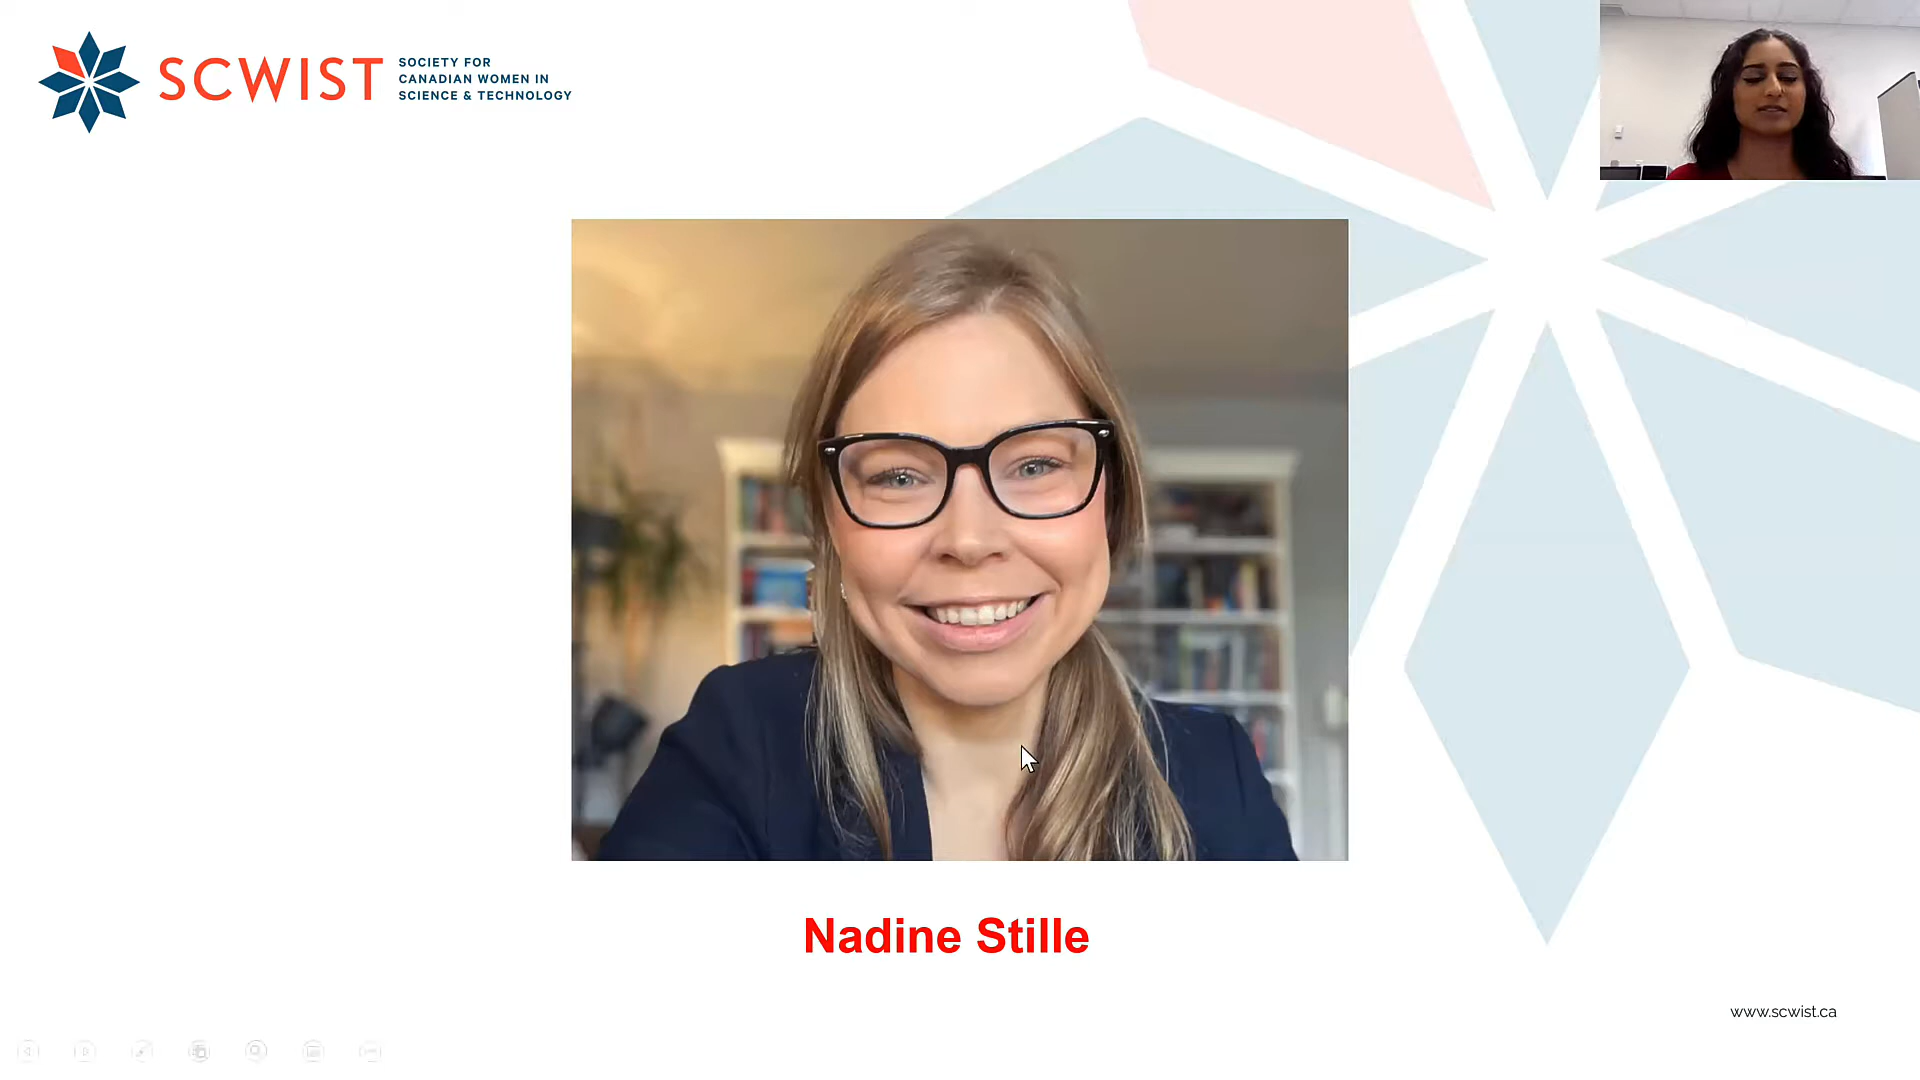 SCWIST
SOCIETY FOR
CANADIAN WOMEN IN
SCIENCE & TECHNOLOGY
Nadine Stille
www.scwist.ca